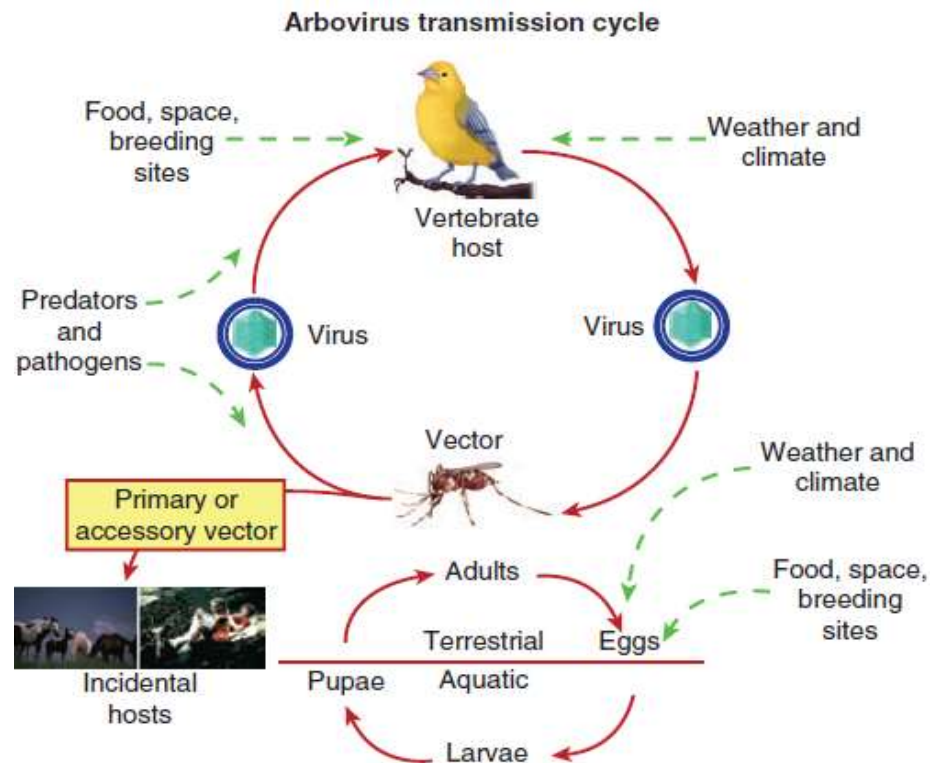 Arbovirus transmission cycle
Food, space,
breeding
sites
Weather and
climate
Vertebrate
host
Predators
and
pathogens
Virus
Virus
Vector
Weather and
climate
Primary or
accessory vector
Adults
Food, space,
breeding
sites
Terrestrial
Eggs
Incidental
hosts
Pupae
Aquatic
Larvae